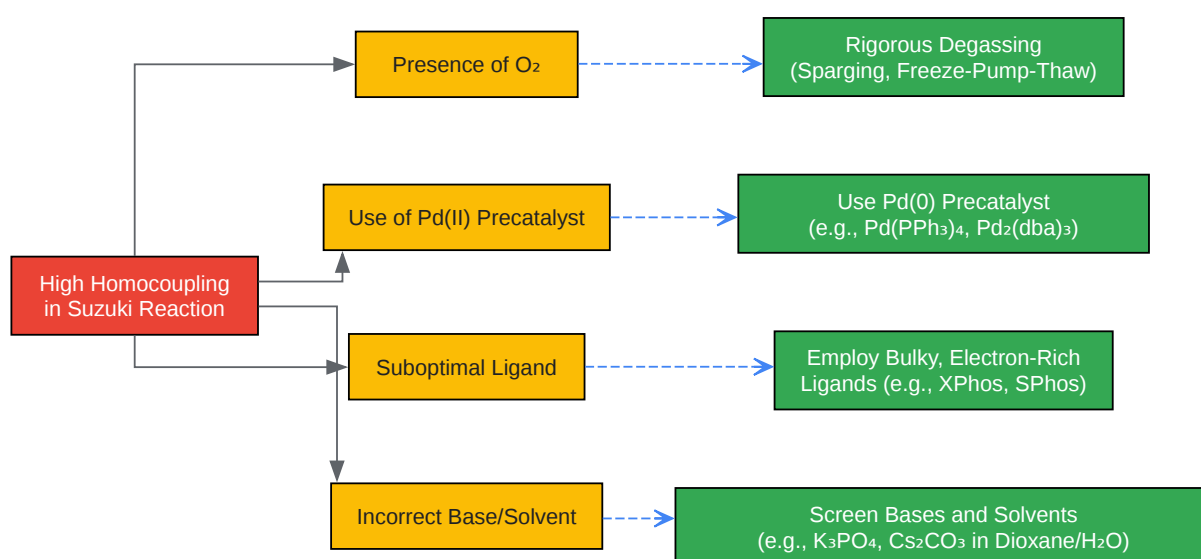 High Homocoupling
in Suzuki Reaction
Presence of O₂
Rigorous Degassing
(Sparging, Freeze-Pump-Thaw)
Use of Pd(II) Precatalyst
Use Pd(0) Precatalyst
(e.g., Pd(PPh₃)₄, Pd₂(dba)₃)
Suboptimal Ligand
Employ Bulky, Electron-Rich
Ligands (e.g., XPhos, SPhos)
Incorrect Base/Solvent
Screen Bases and Solvents
(e.g., K₃PO₄, Cs₂CO₃ in Dioxane/H₂O)